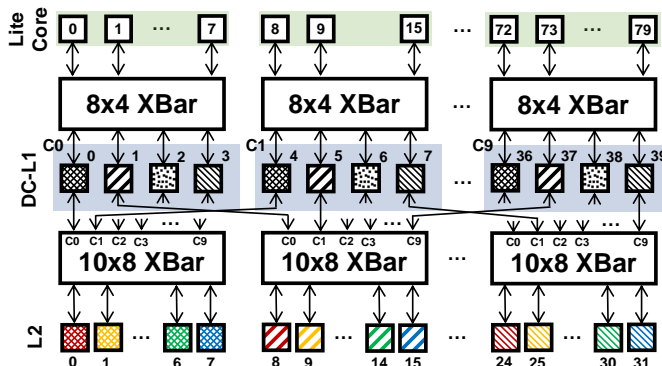 Lite Core 0 1 ... 7 8 9 15 ... 72 73 ... 79
8x4 XBar 8x4 XBar ... 8x4 XBar
C0 C1 C9
DC-L1 0 1 2 3 4 5 6 7 ... 36 37 38 39
... ... ...
C0 C1 C2 C3 C9 C0 C1 C2 C3 C9 C0 C1 C2 C3 C9
10x8 XBar 10x8 XBar ... 10x8 XBar
L2 ... ... ... ...
0 1 6 7 8 9 14 15 24 25 30 31